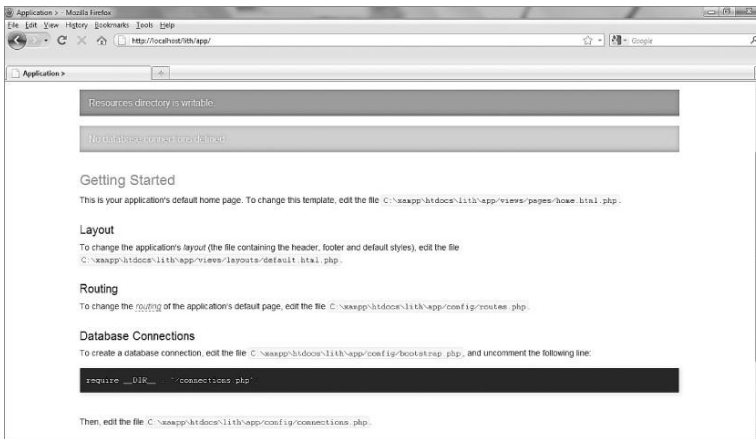 Application > - Mozilla Firefox
File Edit View History Bookmarks Tools Help
http://localhost/lith/app/
Google
Application >
Resources directory is writable.
No database connections defined.
Getting Started
This is your application's default home page. To change this template, edit the file C:\xampp\htdocs\lith\app/views/pages/home.html.php.
Layout
To change the application's layout (the file containing the header, footer and default styles), edit the file
C:\xampp\htdocs\lith\app/views/layouts/default.html.php.
Routing
To change the routing of the application's default page, edit the file C:\xampp\htdocs\lith\app/config/routes.php.
Database Connections
To create a database connection, edit the file C:\xampp\htdocs\lith\app/config/bootstrap.php, and uncomment the following line:
require __DIR__ . '/connections.php'
Then, edit the file C:\xampp\htdocs\lith\app/config/connections.php.